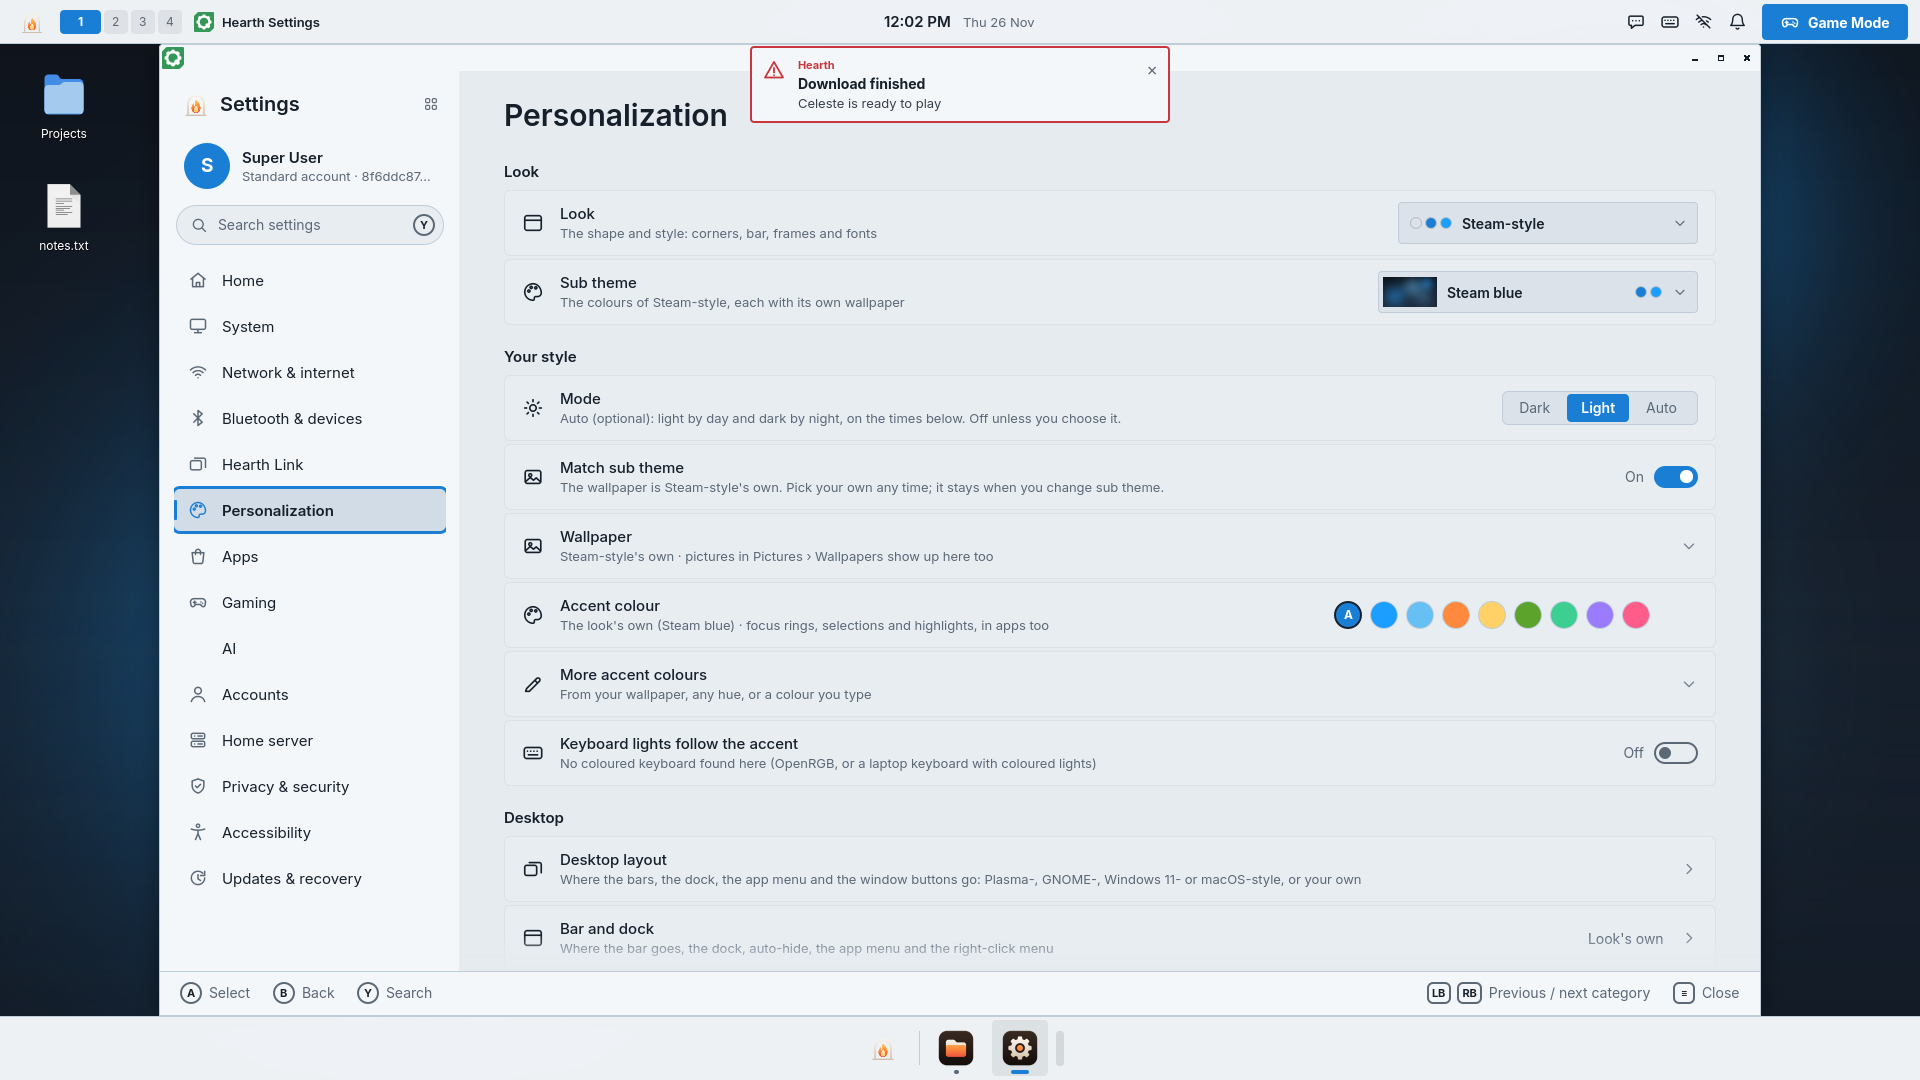 1
2
3
4
Hearth Settings
12:02 PM
Thu 26 Nov
Game Mode
Hearth
Download finished
Celeste is ready to play
Projects
notes.txt
Settings
S
Super User
Standard account · 8f6ddc87...
Search settings
Y
Home
System
Network & internet
Bluetooth & devices
Hearth Link
Personalization
Apps
Gaming
AI
Accounts
Home server
Privacy & security
Accessibility
Updates & recovery
Personalization
Look
Look
The shape and style: corners, bar, frames and fonts
Steam-style
Sub theme
The colours of Steam-style, each with its own wallpaper
Steam blue
Your style
Mode
Auto (optional): light by day and dark by night, on the times below. Off unless you choose it.
Dark
Light
Auto
Match sub theme
The wallpaper is Steam-style's own. Pick your own any time; it stays when you change sub theme.
On
Wallpaper
Steam-style's own · pictures in Pictures › Wallpapers show up here too
Accent colour
The look's own (Steam blue) · focus rings, selections and highlights, in apps too
A
More accent colours
From your wallpaper, any hue, or a colour you type
Keyboard lights follow the accent
No coloured keyboard found here (OpenRGB, or a laptop keyboard with coloured lights)
Off
Desktop
Desktop layout
Where the bars, the dock, the app menu and the window buttons go: Plasma-, GNOME-, Windows 11- or macOS-style, or your own
Bar and dock
Where the bar goes, the dock, auto-hide, the app menu and the right-click menu
Look's own
A Select
B Back
Y Search
LB RB Previous / next category
≡ Close